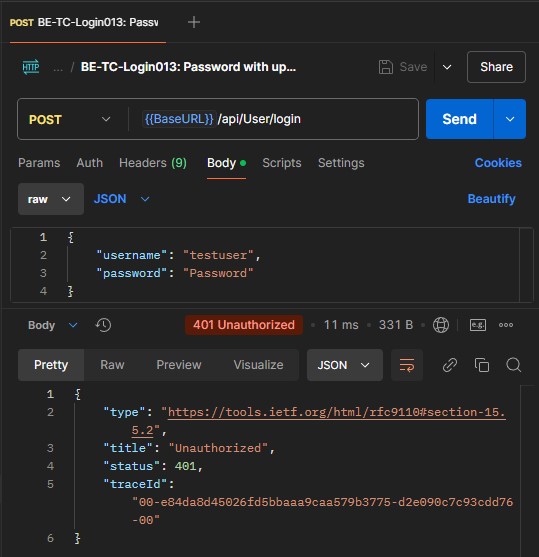 POST BE-TC-Login013: Passw
HTTP ... / BE-TC-Login013: Password with up... Save Share
POST {{BaseURL}} /api/User/login Send
Params Auth Headers (9) Body Scripts Settings Cookies
raw JSON Beautify
1 {
2 "username": "testuser",
3 "password": "Password"
4 }
Body 401 Unauthorized • 11 ms • 331 B e.g.
Pretty Raw Preview Visualize JSON
1 {
2 "type": "https://tools.ietf.org/html/rfc9110#section-15.
5.2",
3 "title": "Unauthorized",
4 "status": 401,
5 "traceId":
"00-e84da8d45026fd5bbaaa9caa579b3775-d2e090c7c93cdd76
-00"
6 }